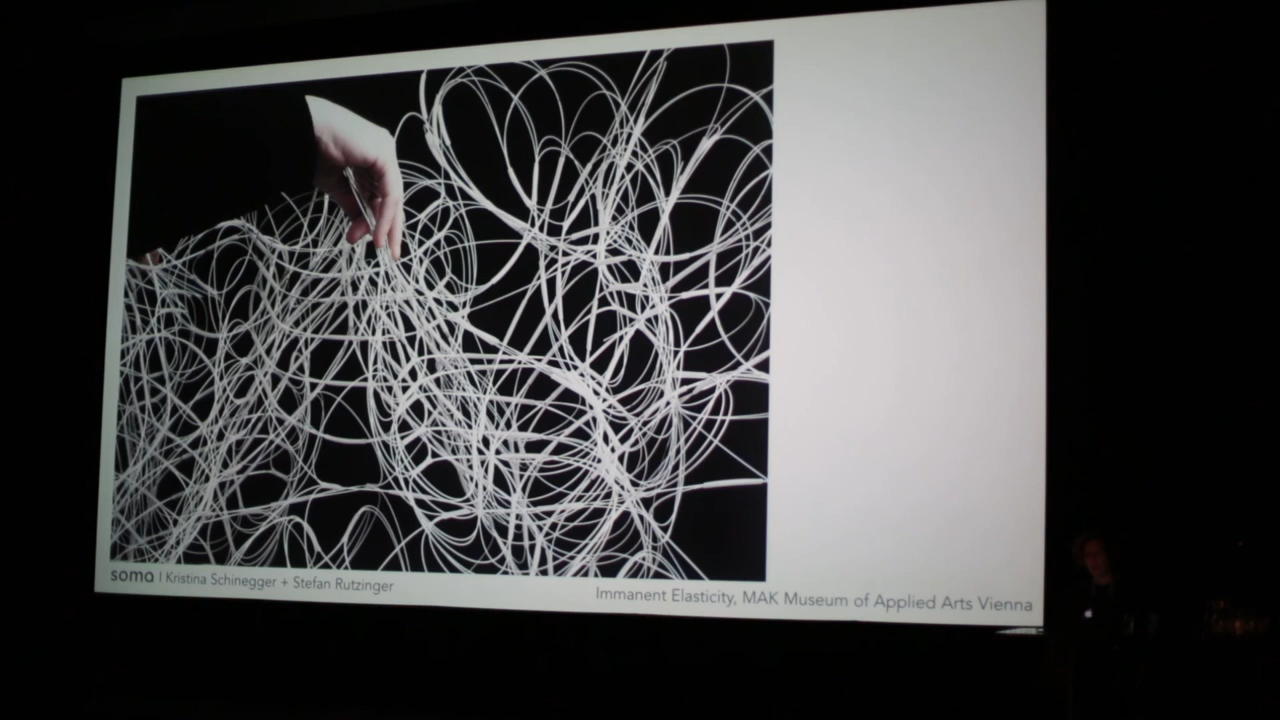 soma | Kristina Schinegger + Stefan Rutzinger
Immanent Elasticity, MAK Museum of Applied Arts Vienna